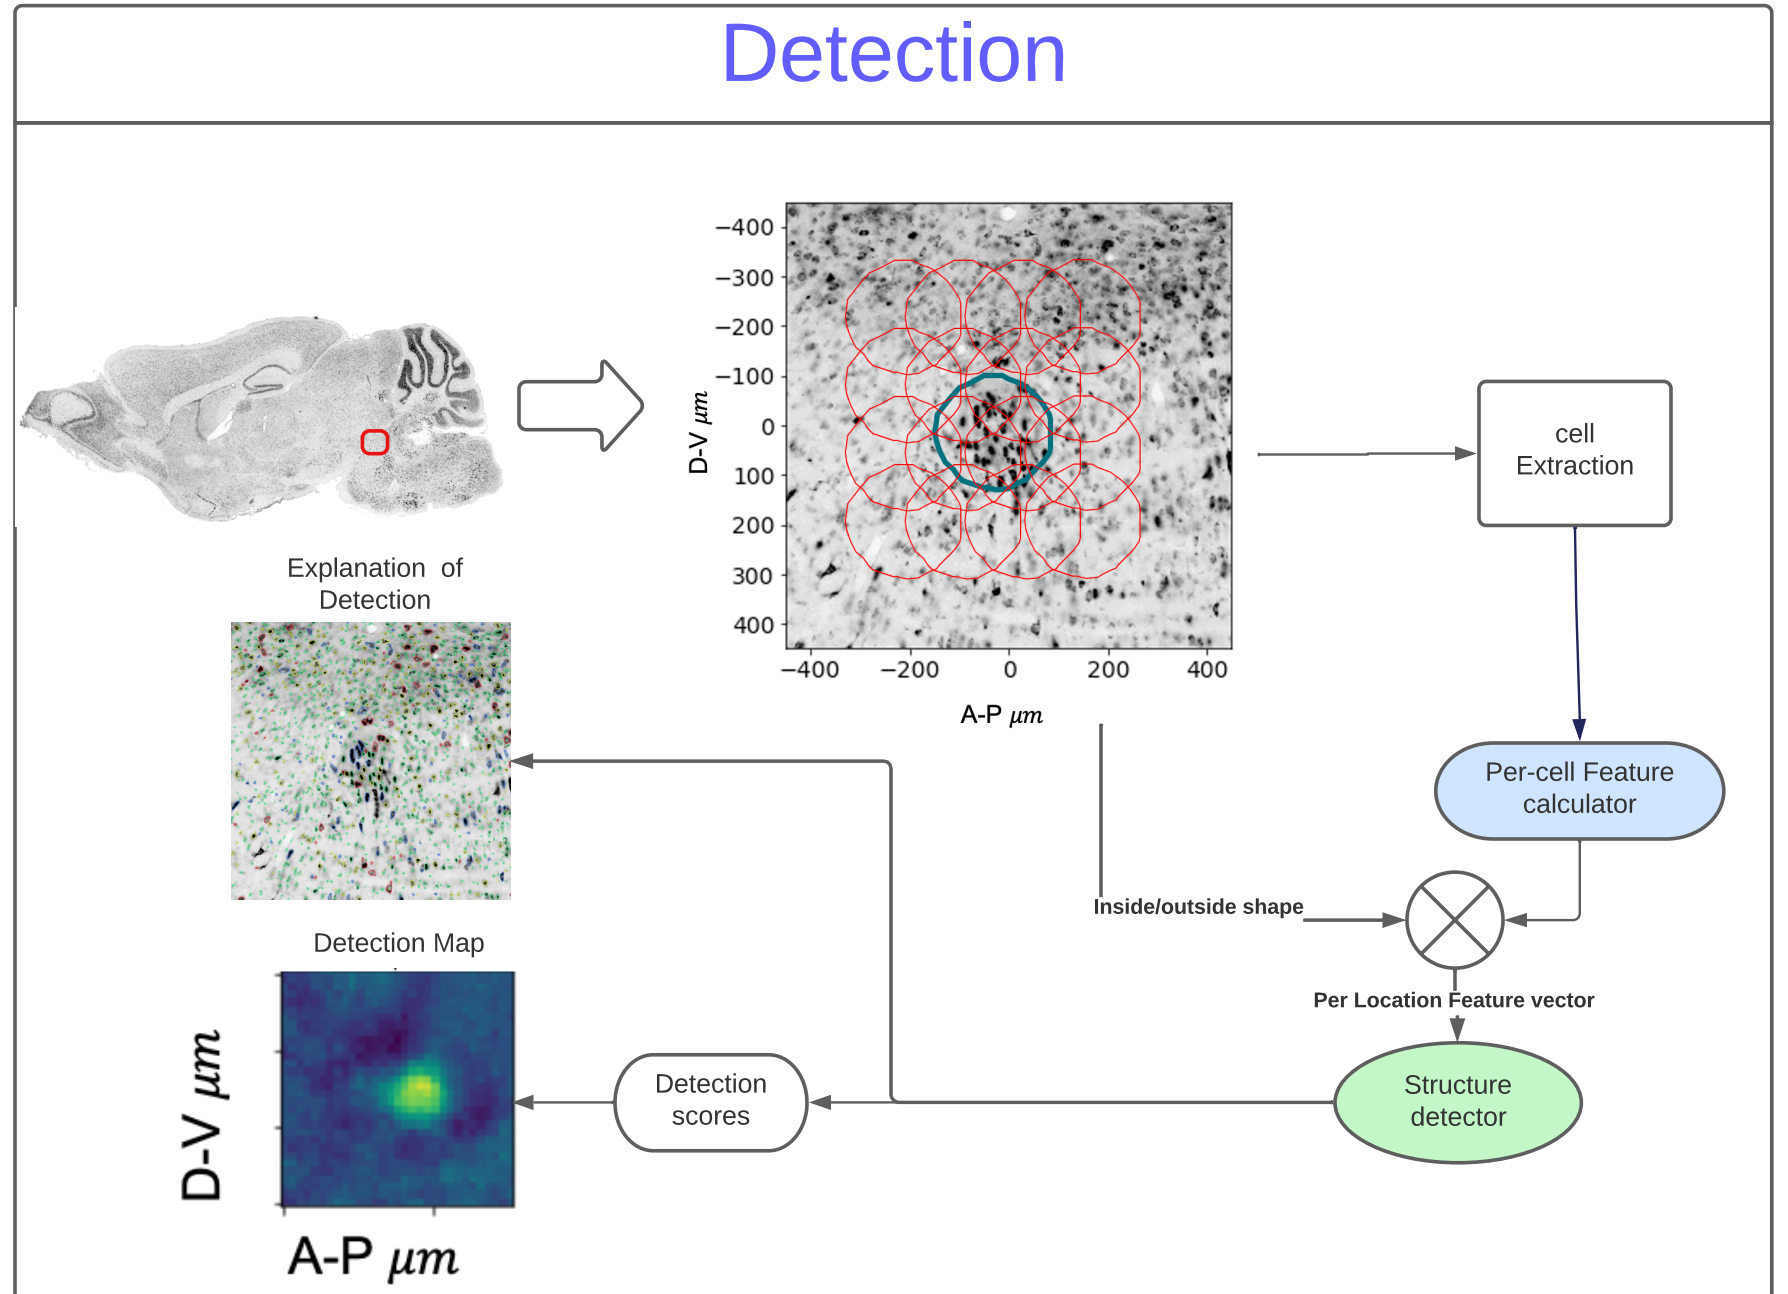 Detection
−400
−300
−200
−100
0
100
200
300
400
D-V μm
−400
−200
0
200
400
A-P μm
cell
Extraction
Per-cell Feature
calculator
Inside/outside shape
Per Location Feature vector
Structure
detector
Detection
scores
Explanation of
Detection
Detection Map
D-V μm
A-P μm